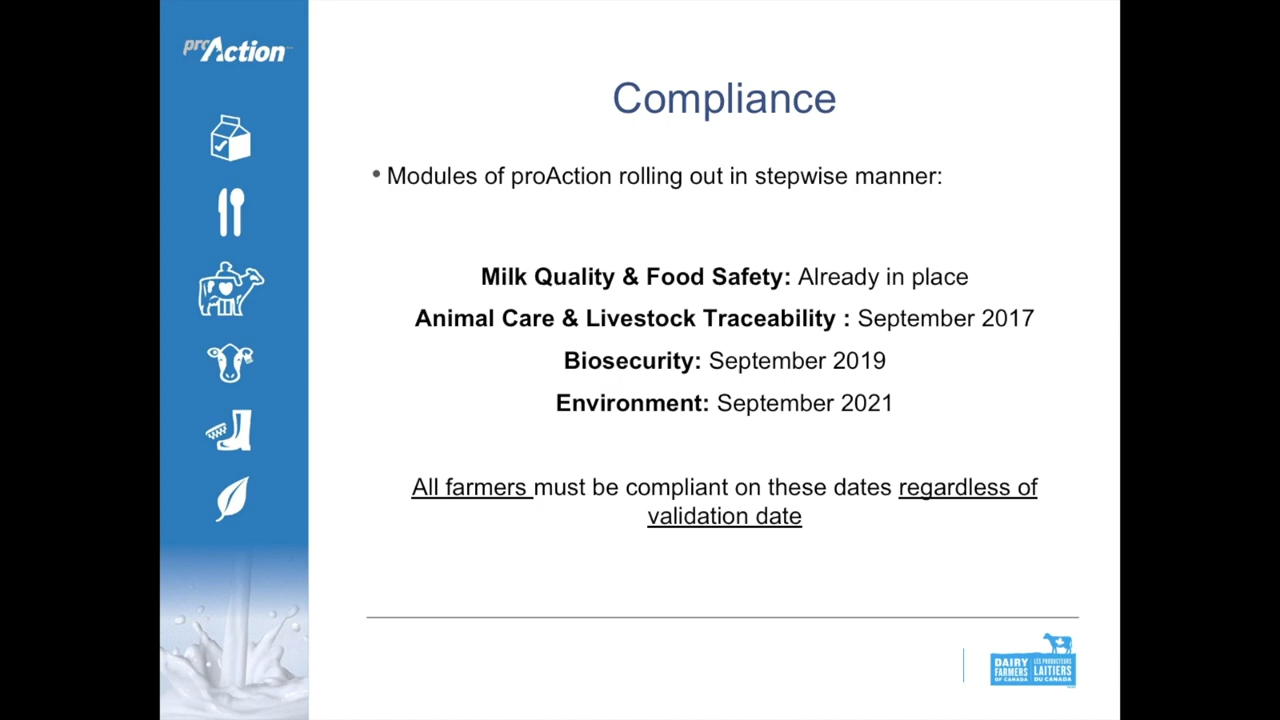 proAction
Compliance
• Modules of proAction rolling out in stepwise manner:
Milk Quality & Food Safety: Already in place
Animal Care & Livestock Traceability : September 2017
Biosecurity: September 2019
Environment: September 2021
All farmers must be compliant on these dates regardless of
validation date
DAIRY
FARMERS
OF CANADA
LES PRODUCTEURS
LAITIERS
DU CANADA